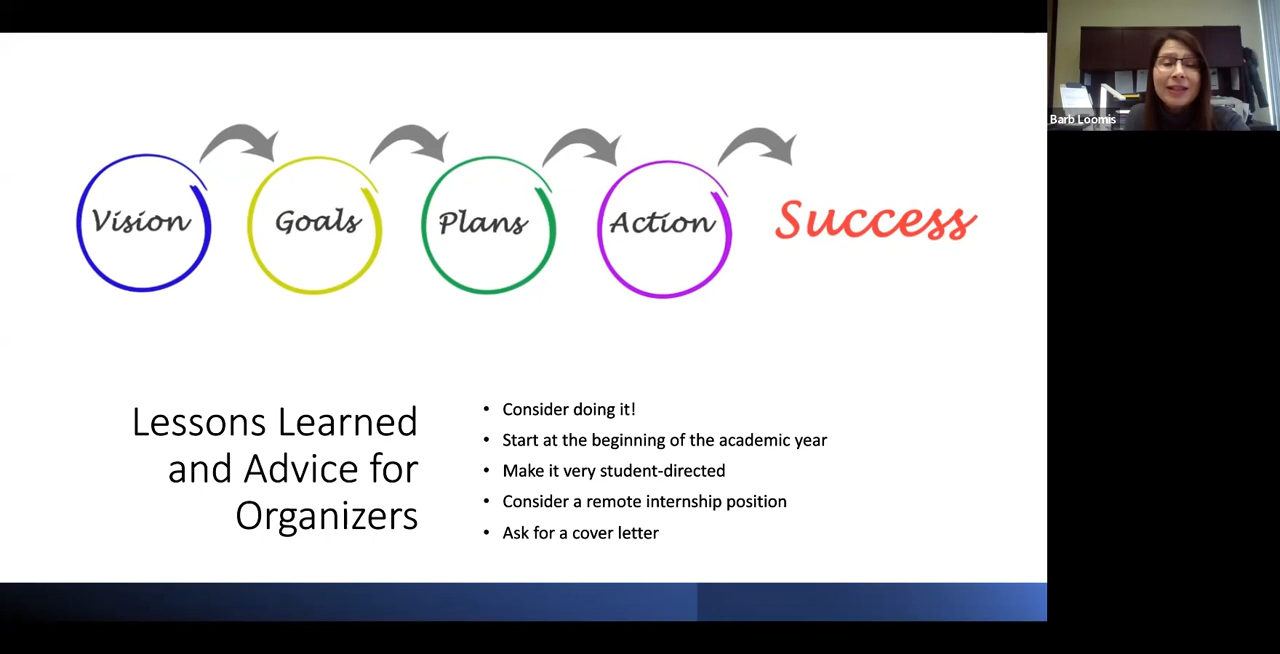 Barb Loomis
Vision
Goals
Plans
Action
Success
Lessons Learned
and Advice for
Organizers
• Consider doing it!
• Start at the beginning of the academic year
• Make it very student-directed
• Consider a remote internship position
• Ask for a cover letter